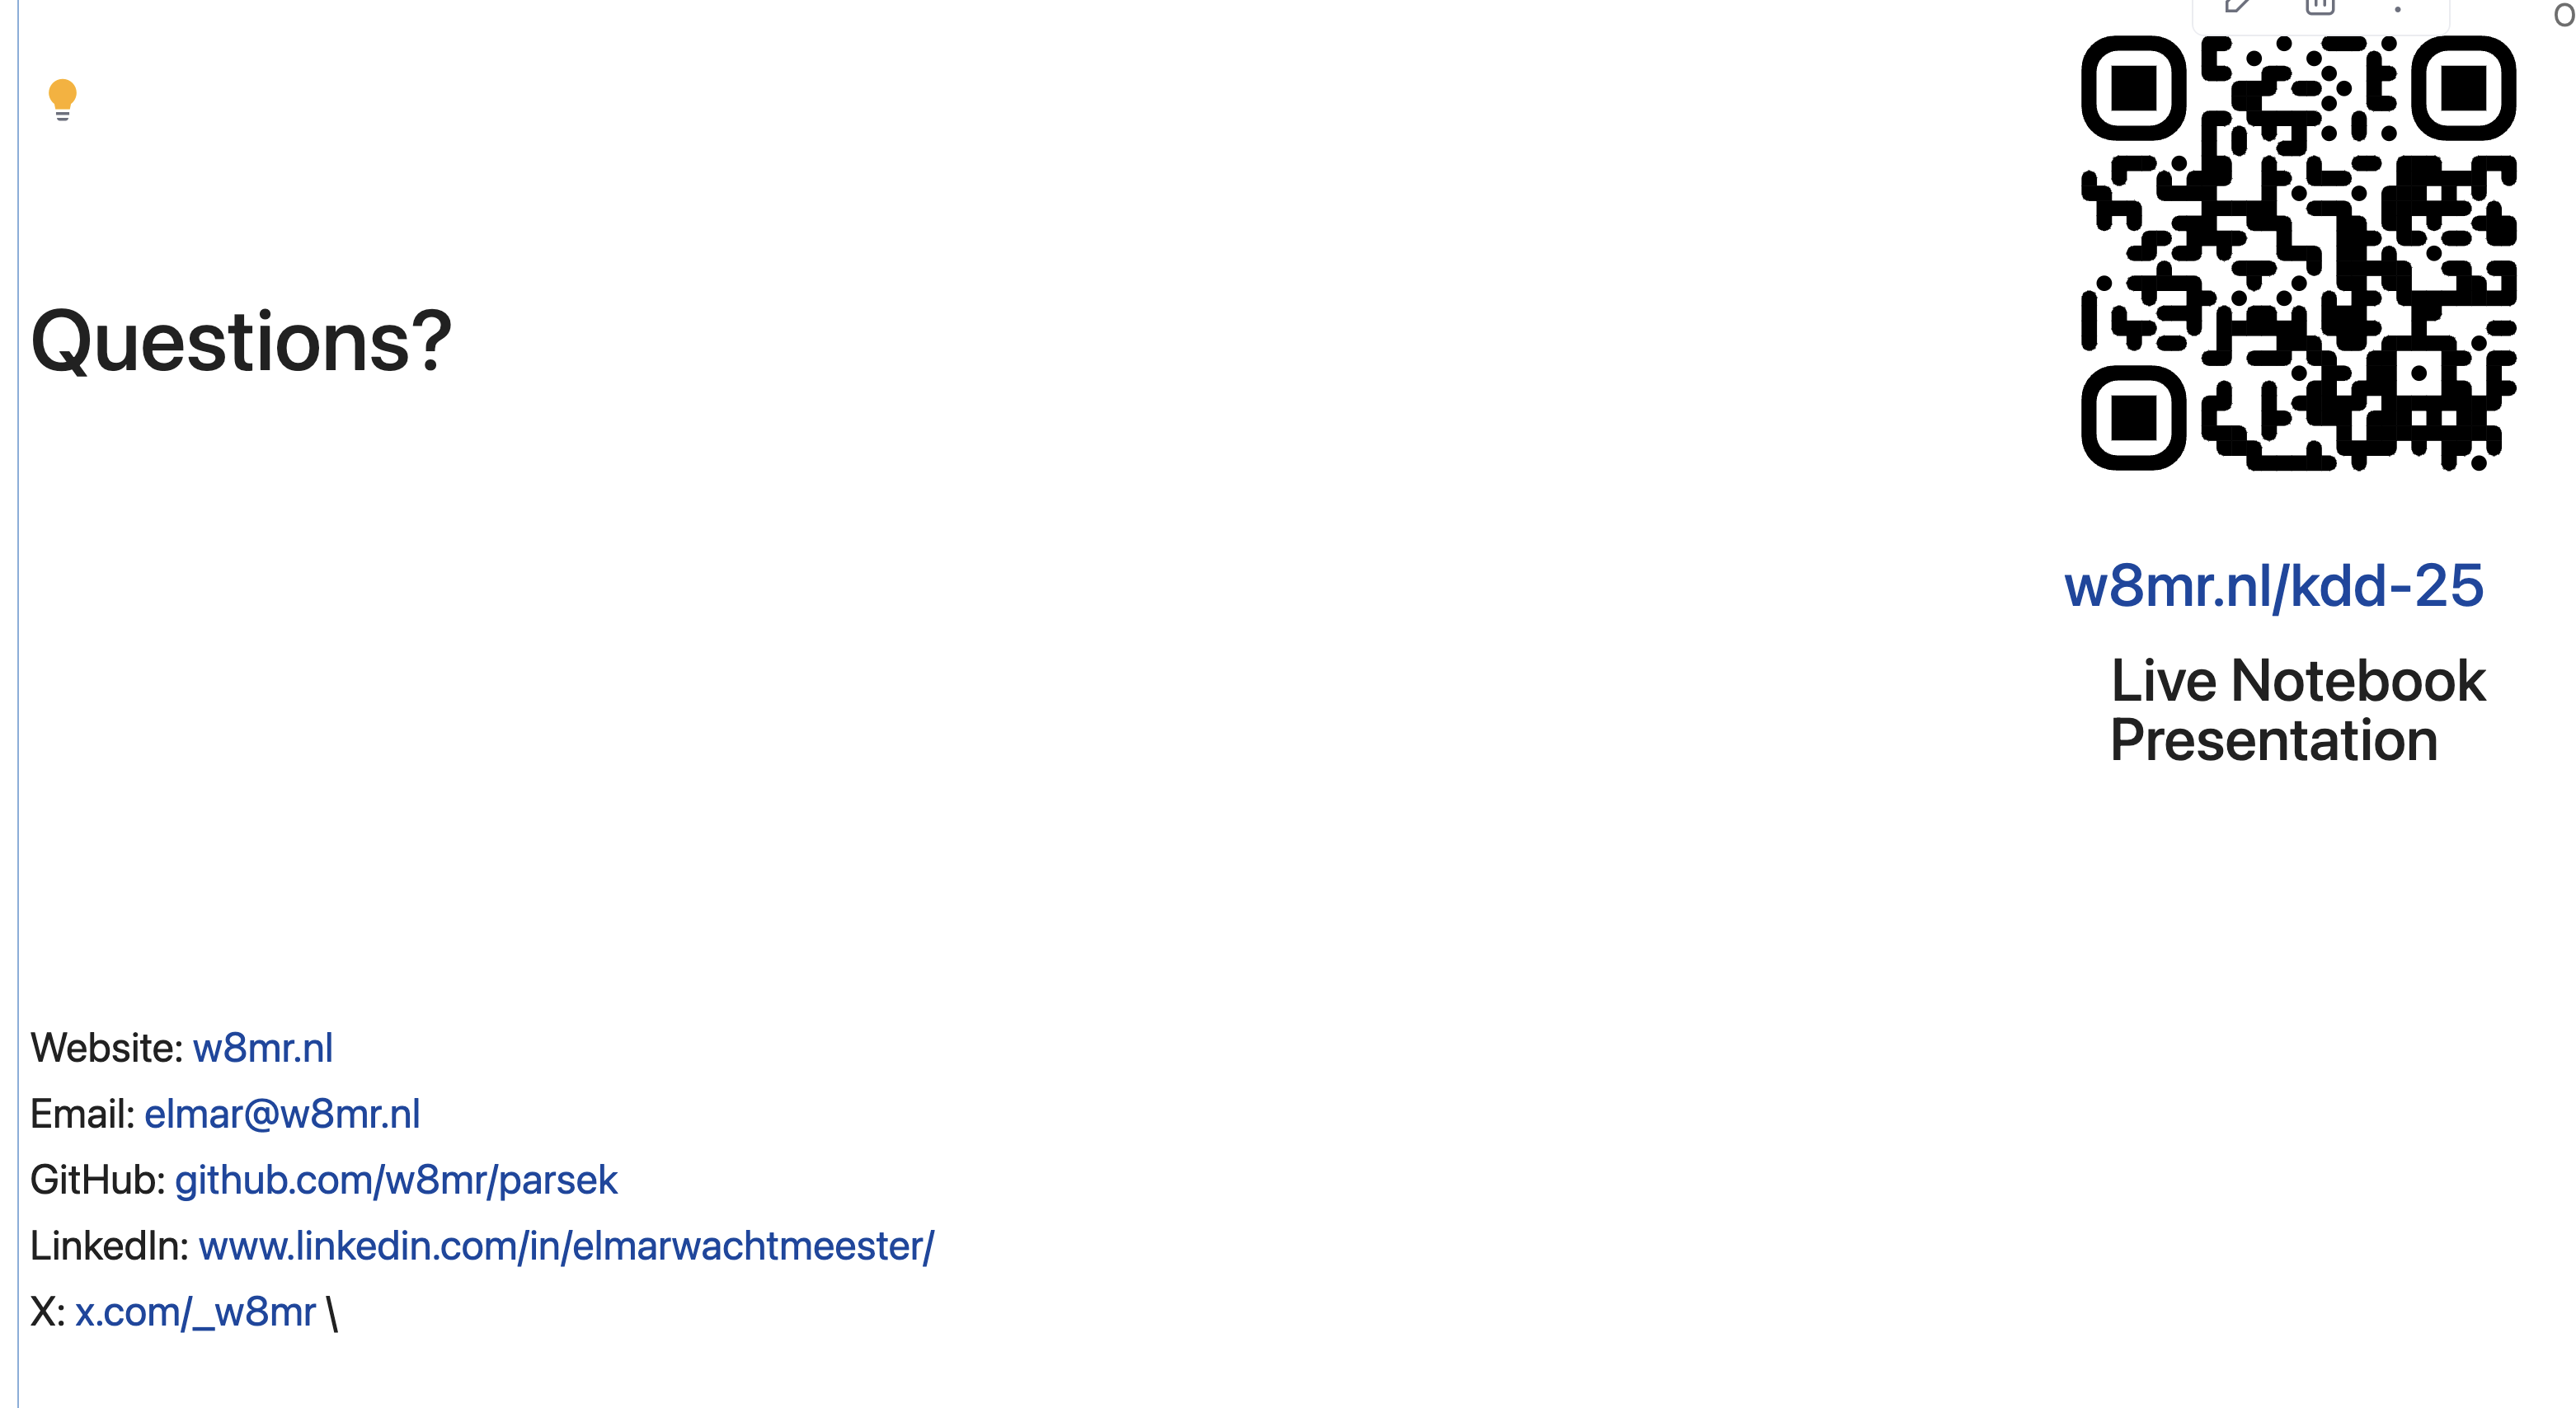 Questions?
w8mr.nl/kdd-25
Live Notebook
Presentation
Website: w8mr.nl
Email: elmar@w8mr.nl
GitHub: github.com/w8mr/parsek
LinkedIn: www.linkedin.com/in/elmarwachtmeester/
X: x.com/_w8mr \